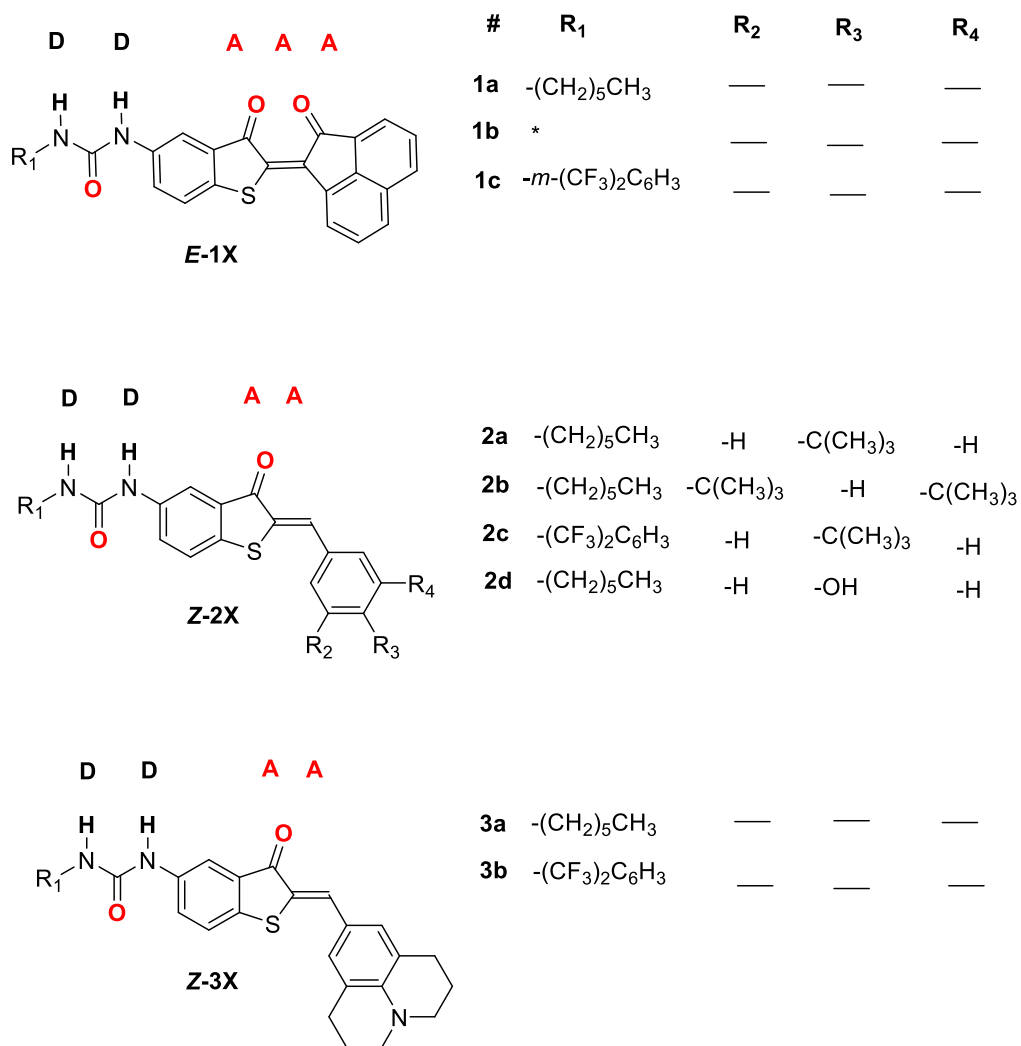 # R1 R2 R3 R4
D D A A A
1a -(CH2)5CH3 — — —
H H O O
1b * — — —
R1 N N
1c -m-(CF3)2C6H3 — — —
O S
E-1X
D D A A
2a -(CH2)5CH3 -H -C(CH3)3 -H
H H O
2b -(CH2)5CH3 -C(CH3)3 -H -C(CH3)3
R1 N N
2c -(CF3)2C6H3 -H -C(CH3)3 -H
O S
2d -(CH2)5CH3 -H -OH -H
R4
Z-2X
R2 R3
D D A A
3a -(CH2)5CH3 — — —
H H O
3b -(CF3)2C6H3 — — —
R1 N N
O S
Z-3X
N